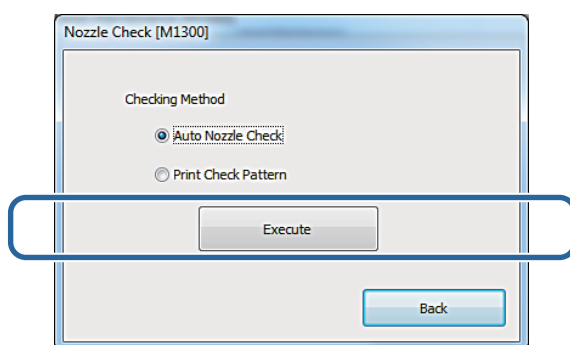 Nozzle Check [M1300]
Checking Method
Auto Nozzle Check
Print Check Pattern
Execute
Back